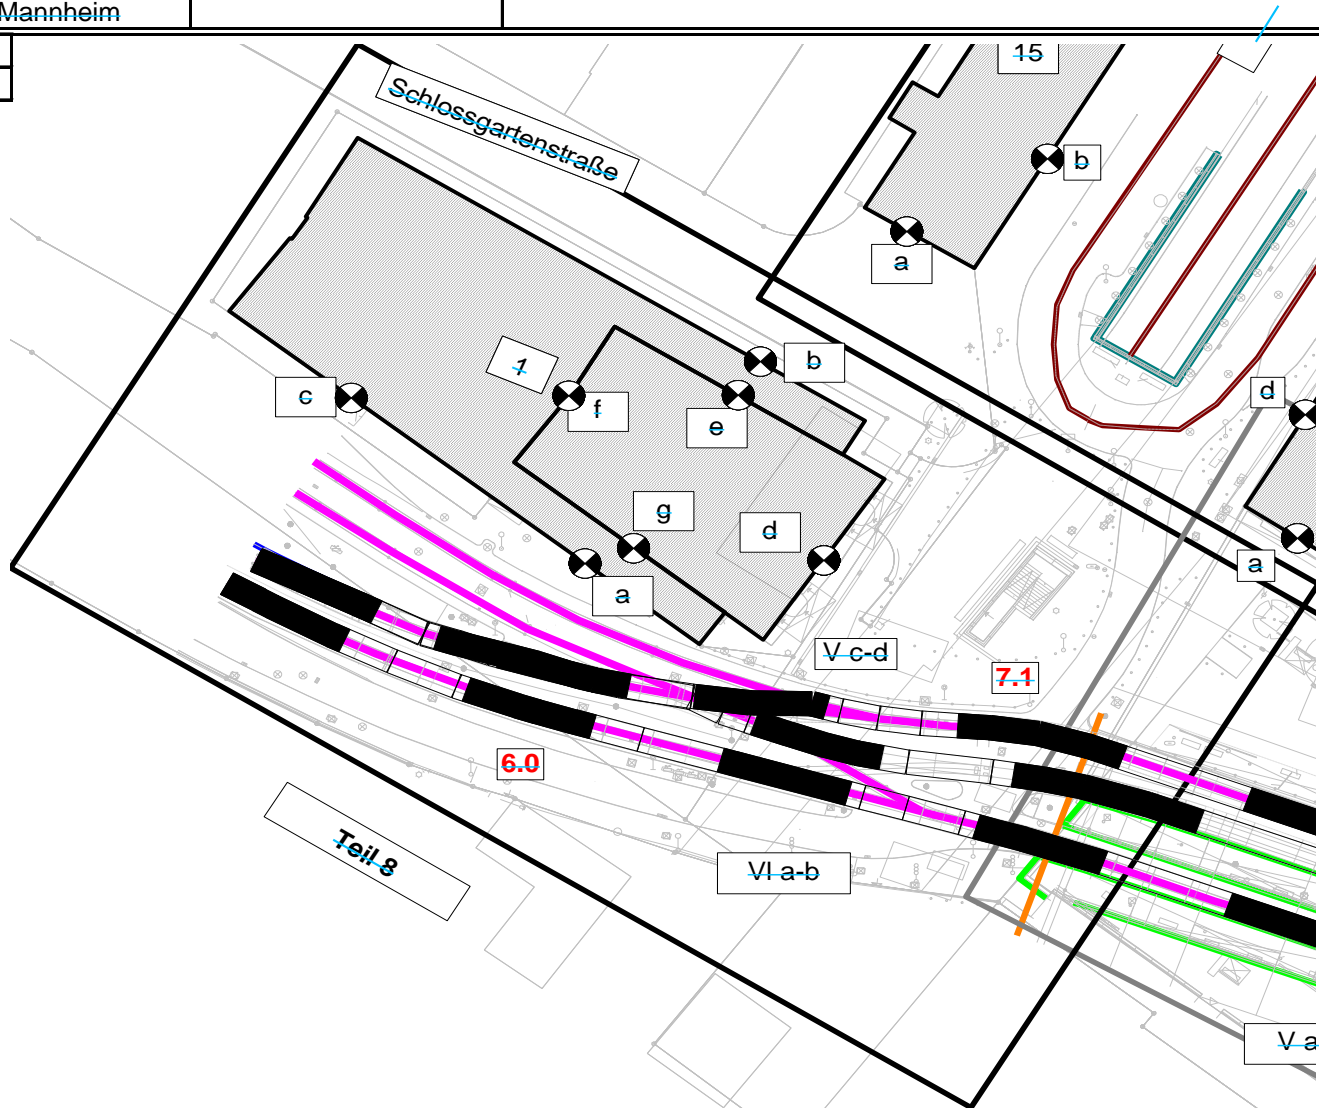 Mannheim
15
Schlossgartenstraße
b
a
1
b
c
f
e
d
g
d
a
a
V c-d
7.1
6.0
Teil 8
VI a-b
V a